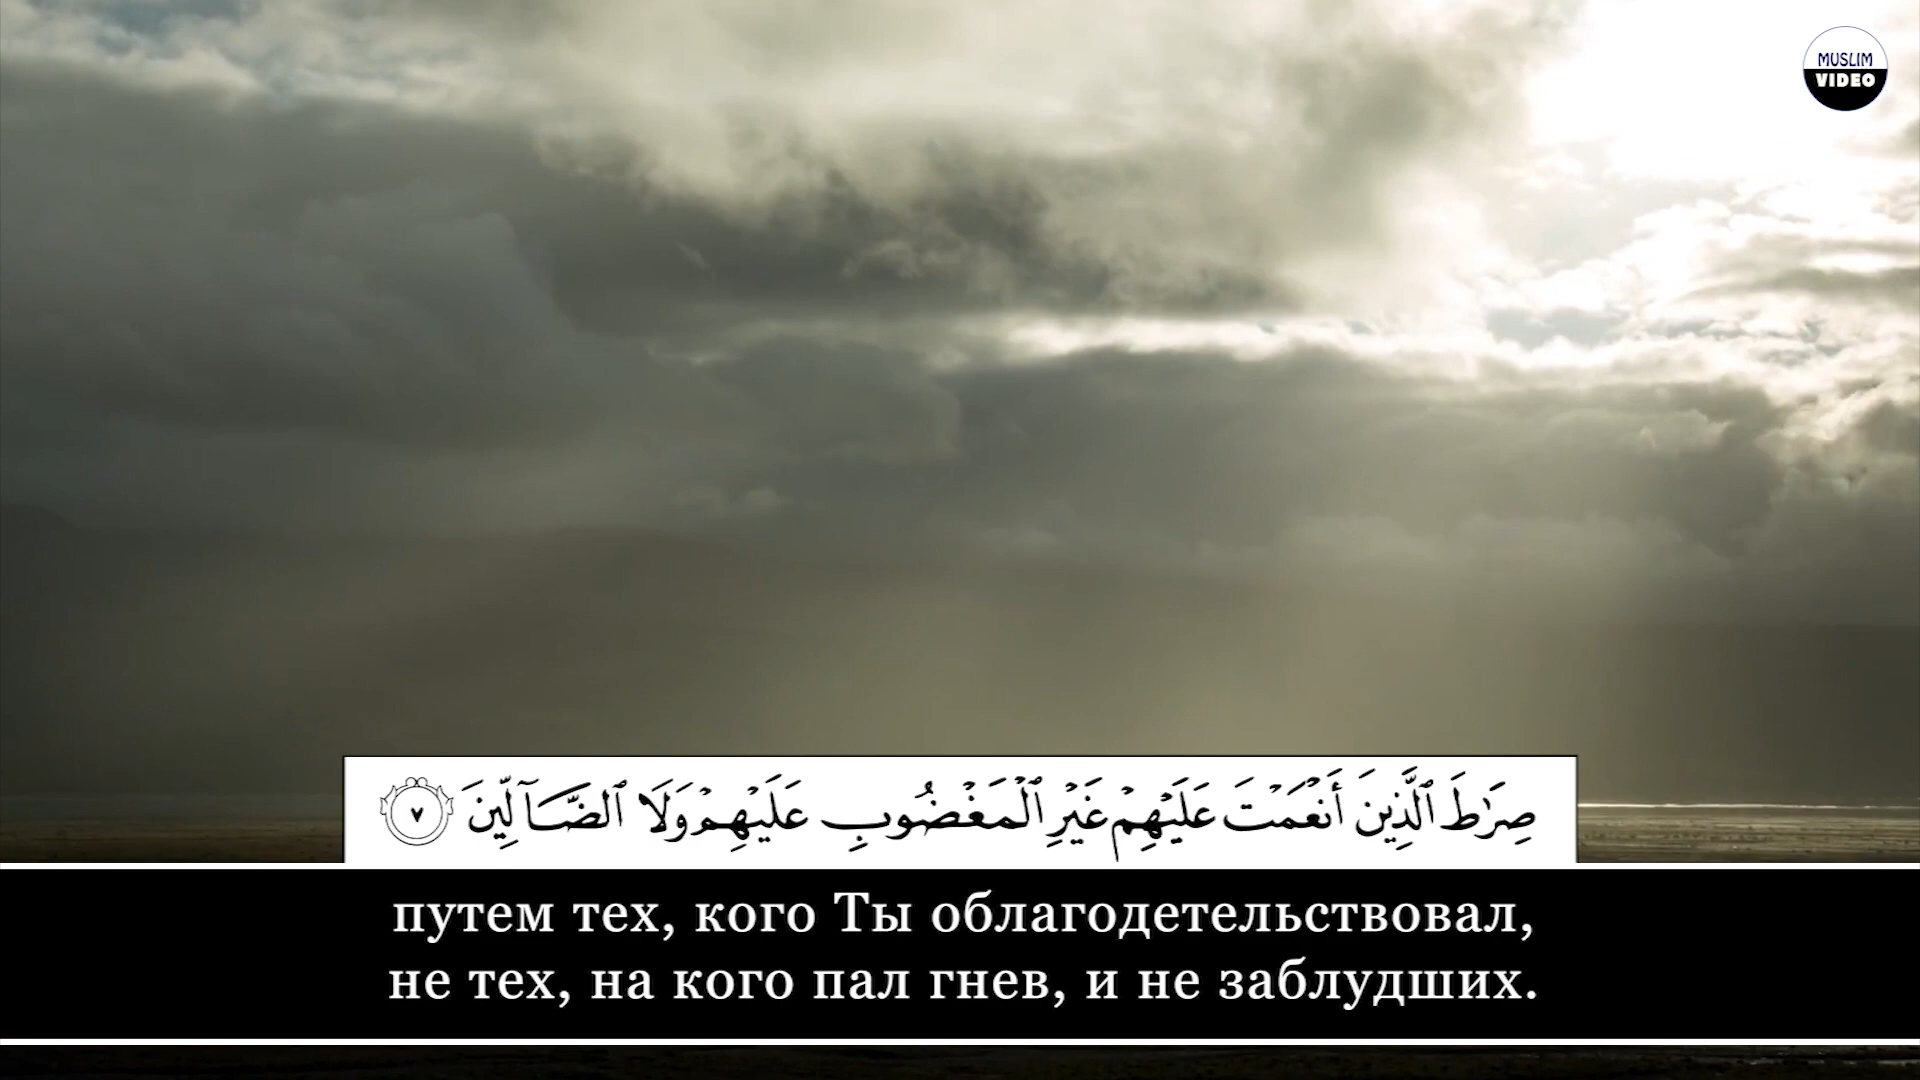 MUSLIM
VIDEO
صِرَٰطَ ٱلَّذِينَ أَنْعَمْتَ عَلَيْهِمْ غَيْرِ ٱلْمَغْضُوبِ عَلَيْهِمْ وَلَا ٱلضَّآلِّينَ ٧
путем тех, кого Ты облагодетельствовал,
не тех, на кого пал гнев, и не заблудших.